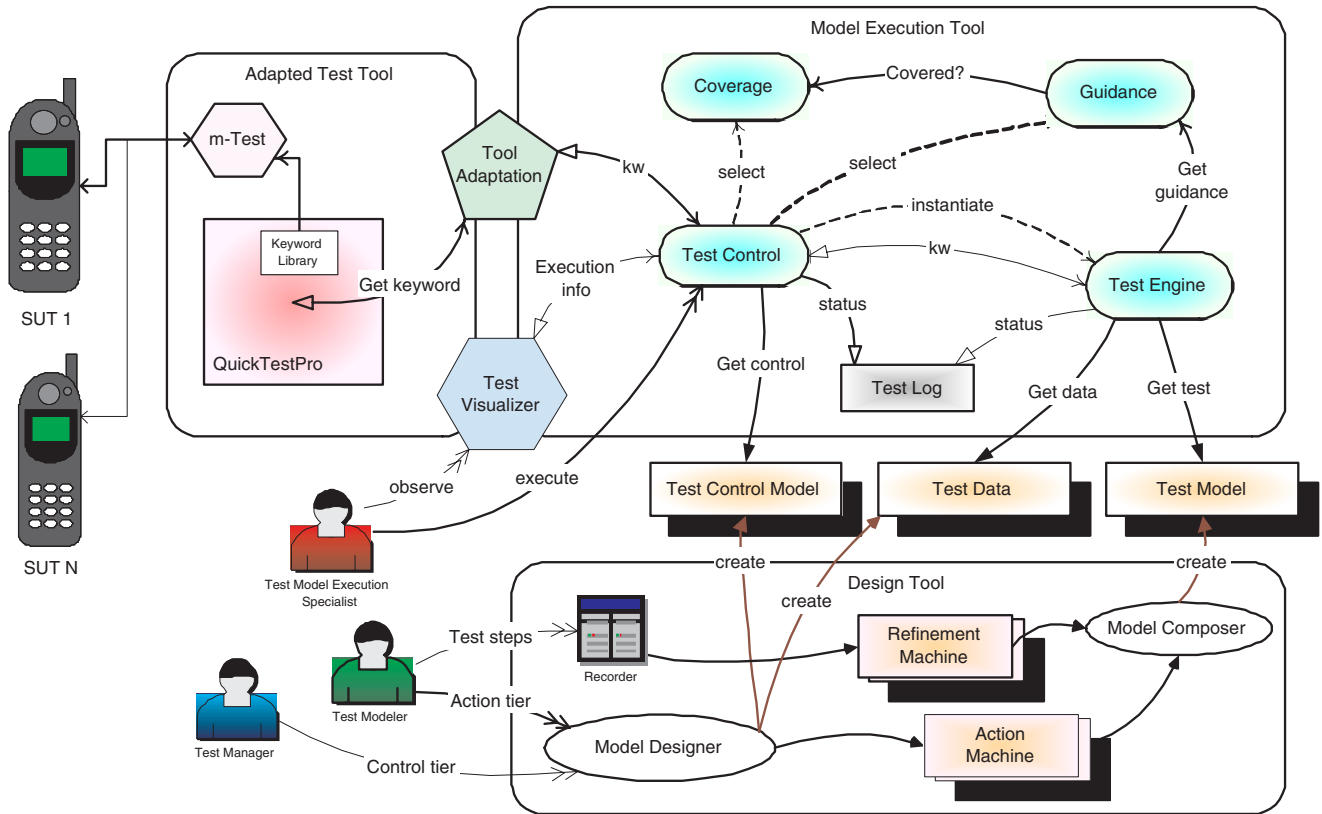 Model Execution Tool
Adapted Test Tool
Coverage
Covered?
Guidance
m-Test
Tool
Adaptation
kw
select
select
Get
guidance
instantiate
Keyword
Library
Get keyword
QuickTestPro
Execution
info
Test Control
kw
Test Engine
status
status
SUT 1
Test
Visualizer
Get control
Test Log
Get data
Get test
observe
execute
Test Control Model
Test Data
Test Model
SUT N
Test Model Execution
Specialist
create
create
create
Design Tool
Test steps
Recorder
Refinement
Machine
Model Composer
Test Modeler
Action tier
Test Manager
Control tier
Model Designer
Action
Machine